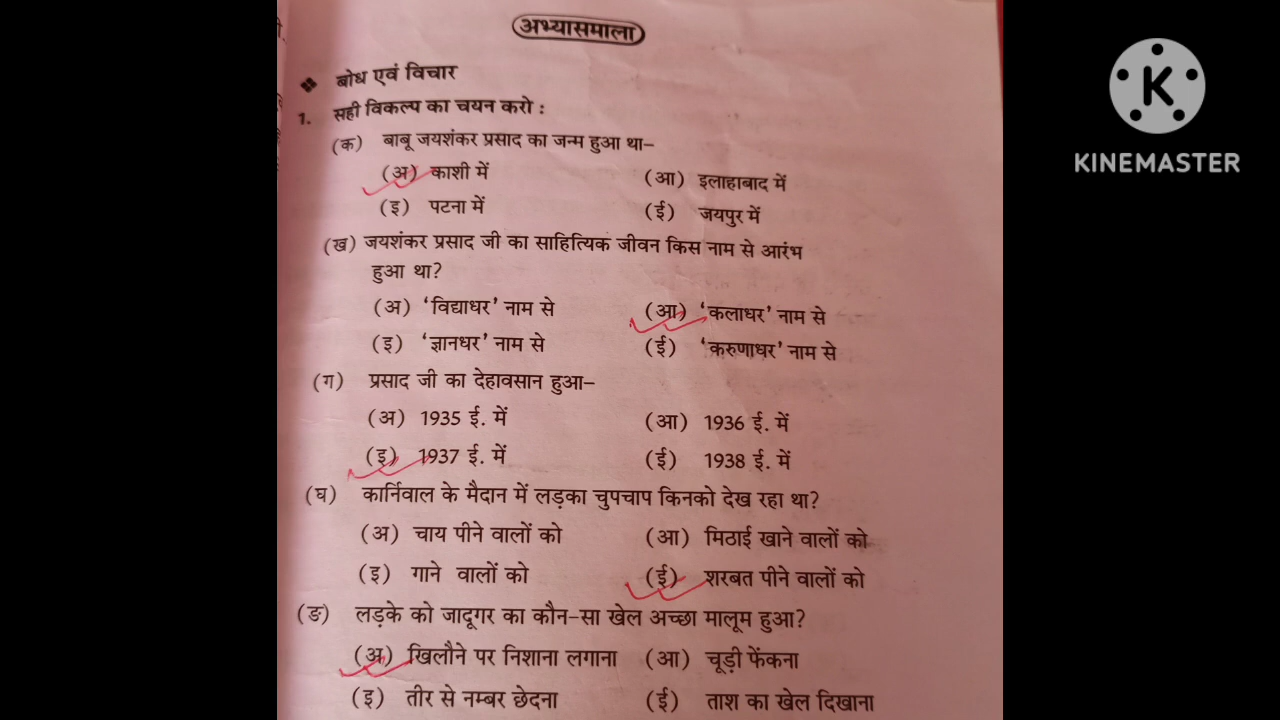 अभ्यासमाला
❖ बोध एवं विचार
1. सही विकल्प का चयन करो :
(क) बाबू जयशंकर प्रसाद का जन्म हुआ था–
(अ) काशी में (आ) इलाहाबाद में
(इ) पटना में (ई) जयपुर में
(ख) जयशंकर प्रसाद जी का साहित्यिक जीवन किस नाम से आरंभ
हुआ था?
(अ) ‘विद्याधर’ नाम से (आ) ‘कलाधर’ नाम से
(इ) ‘ज्ञानधर’ नाम से (ई) ‘करुणाधर’ नाम से
(ग) प्रसाद जी का देहावसान हुआ–
(अ) 1935 ई. में (आ) 1936 ई. में
(इ) 1937 ई. में (ई) 1938 ई. में
(घ) कार्निवाल के मैदान में लड़का चुपचाप किनको देख रहा था?
(अ) चाय पीने वालों को (आ) मिठाई खाने वालों को
(इ) गाने वालों को (ई) शरबत पीने वालों को
(ङ) लड़के को जादूगर का कौन-सा खेल अच्छा मालूम हुआ?
(अ) खिलौने पर निशाना लगाना (आ) चूड़ी फेंकना
(इ) तीर से नम्बर छेदना (ई) ताश का खेल दिखाना
K
KINEMASTER